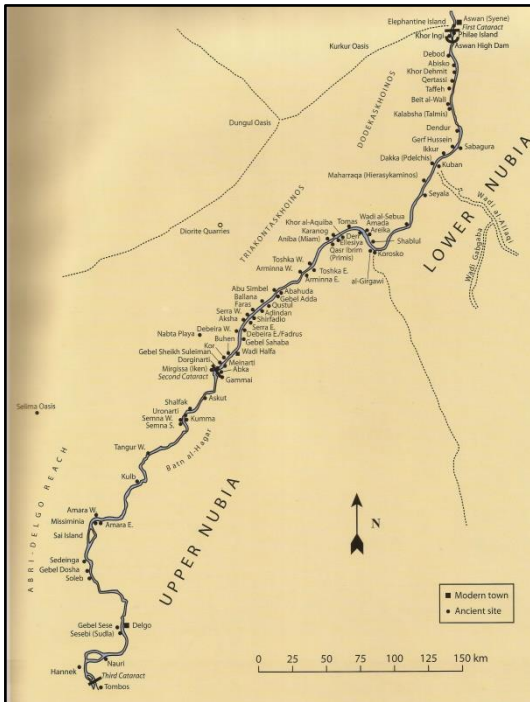 Elephantine Island
Aswan (Syene)
First Cataract
Philae Island
Khor Ingi
Aswan High Dam
Debod
Abisko
Khor Dehmit
Qertassi
Taffeh
Beit al-Wali
Kalabsha (Talmis)
Dendur
Gerf Hussein
Sabagura
Ikkur
Dakka (Pdelchis)
Kuban
Maharraqa (Hierasykaminos)
Seyala
Kurkur Oasis
DODEKASKHOINOS
Dungul Oasis
LOWER NUBIA
Wadi al-Allaqi
Wadi Gabgaba
TRIAKONTASKHOINOS
Wadi al-Sebua
Tomas
Amada
Khor al-Aquiba
Areika
Karanog
Derr
Aniba (Miam)
Ellesiya
Shablul
Qasr Ibrim
(Primis)
Korosko
al-Girgawi
Diorite Quarries
Toshka W.
Arminna W.
Toshka E.
Arminna E.
Abu Simbel
Abahuda
Ballana
Gebel Adda
Faras
Qustul
Serra W.
Adindan
Aksha
Shirfadlo
Debeira W.
Serra E.
Nabta Playa
Debeira E./Fadrus
Buhen
Gebel Sahaba
Kor
Wadi Halfa
Gebel Sheikh Suleiman
Dorginarti
Meinarti
Mirgissa (Iken)
Abka
Second Cataract
Gammai
Askut
Shalfak
Uronarti
Semna W.
Kumma
Semna S.
Selima Oasis
Batn al-Hagar
Tangur W.
Kulb
ABRI-DELGO REACH
UPPER NUBIA
Amara W.
Missiminia
Amara E.
Sai Island
Sedeinga
Gebel Dosha
Soleb
N
Modern town
Ancient site
Gebel Sese
Delgo
Sesebi (Sudla)
Nauri
Hannek
Third Cataract
Tombos
0 25 50 75 100 125 150 km